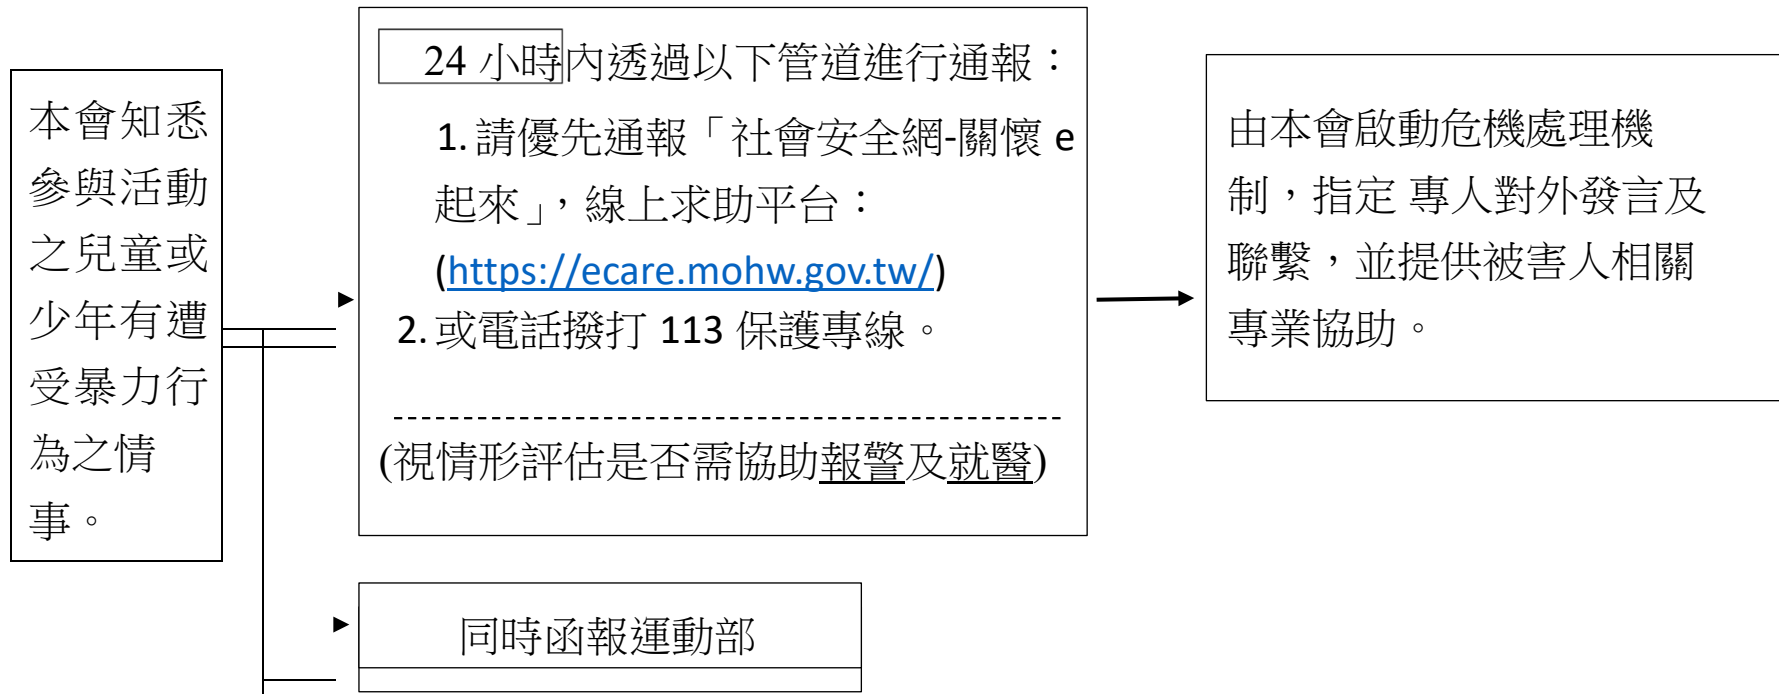 本會知悉
參與活動
之兒童或
少年有遭
受暴力行
為之情
事。
24 小時內透過以下管道進行通報：
1.請優先通報「社會安全網-關懷 e
起來」，線上求助平台：
(https://ecare.mohw.gov.tw/)
2.或電話撥打 113 保護專線。
(視情形評估是否需協助報警及就醫)
由本會啟動危機處理機
制，指定 專人對外發言及
聯繫，並提供被害人相關
專業協助。
同時函報運動部